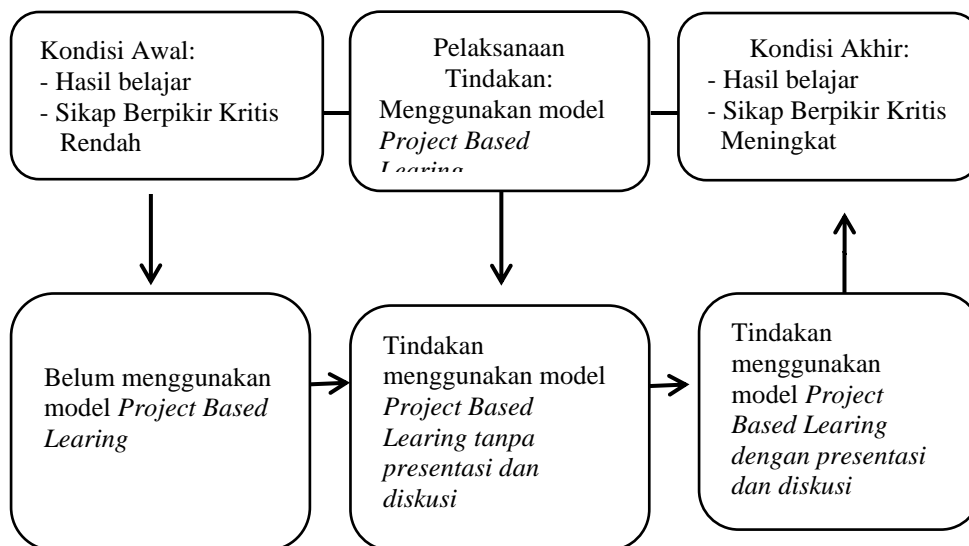 Kondisi Awal:
- Hasil belajar
- Sikap Berpikir Kritis
Rendah
Pelaksanaan
Tindakan:
Menggunakan model
Project Based
Learing
Kondisi Akhir:
- Hasil belajar
- Sikap Berpikir Kritis
Meningkat
Belum menggunakan
model Project Based
Learing
Tindakan
menggunakan model
Project Based
Learing tanpa
presentasi dan
diskusi
Tindakan
menggunakan
model Project
Based Learing
dengan presentasi
dan diskusi